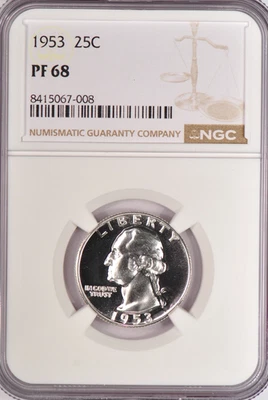 1953 25C
PF 68
8415067-008
NUMISMATIC GUARANTY COMPANY NGC
LIBERTY
IN GOD WE
TRUST
1953